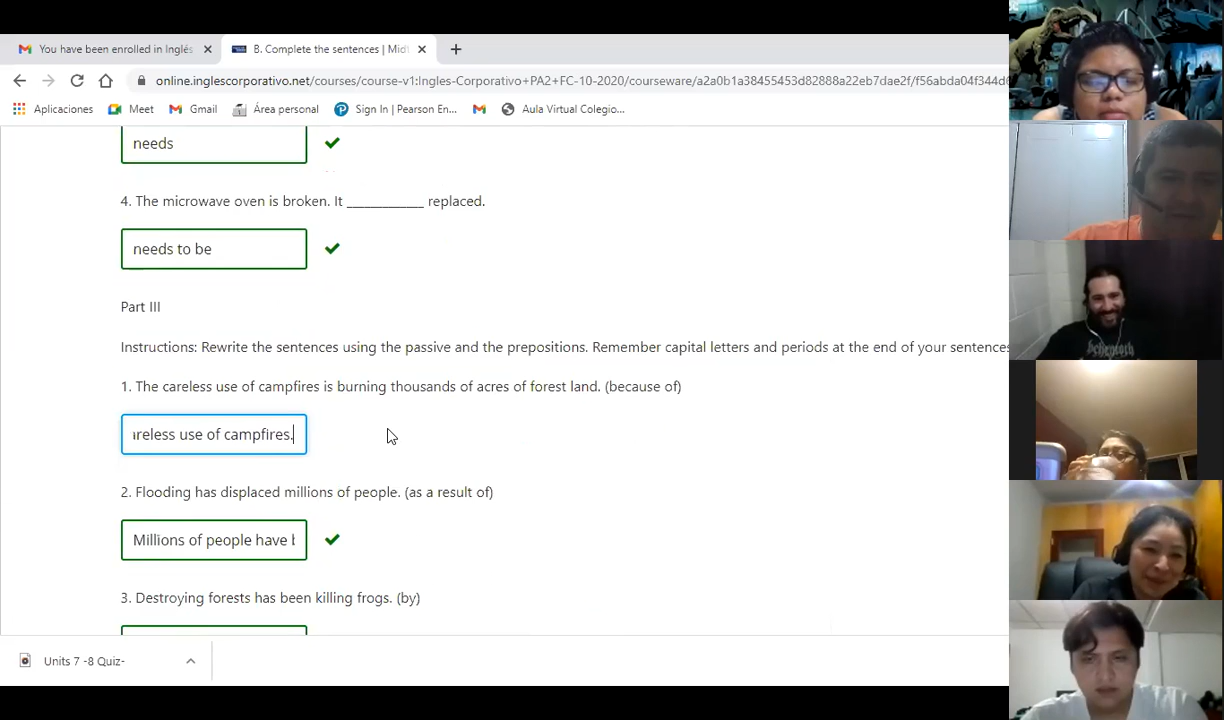 You have been enrolled in Inglés
B. Complete the sentences | Mid
online.inglescorporativo.net/courses/course-v1:Ingles-Corporativo+PA2+FC-10-2020/courseware/a2a0b1a38455453d82888a22eb7dae2f/f56abda04f344d
Aplicaciones Meet Gmail Área personal Sign In | Pearson En... Aula Virtual Colegio...
needs
4. The microwave oven is broken. It ____________ replaced.
needs to be
Part III
Instructions: Rewrite the sentences using the passive and the prepositions. Remember capital letters and periods at the end of your sentences
1. The careless use of campfires is burning thousands of acres of forest land. (because of)
areless use of campfires.
2. Flooding has displaced millions of people. (as a result of)
Millions of people have b
3. Destroying forests has been killing frogs. (by)
Units 7 -8 Quiz-